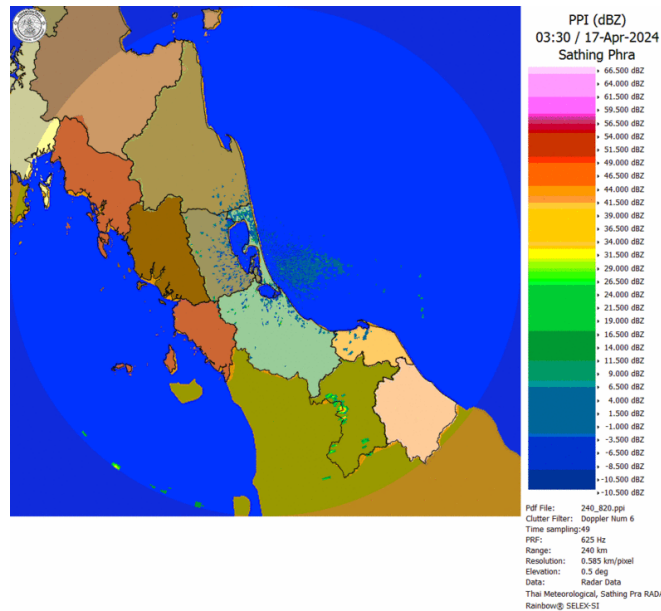 PPI (dBZ)
03:30 / 17-Apr-2024
Sathing Phra
66.500 dBZ
64.000 dBZ
61.500 dBZ
59.500 dBZ
56.500 dBZ
54.000 dBZ
51.500 dBZ
49.000 dBZ
46.500 dBZ
44.000 dBZ
41.500 dBZ
39.000 dBZ
36.500 dBZ
34.000 dBZ
31.500 dBZ
29.000 dBZ
26.500 dBZ
24.000 dBZ
21.500 dBZ
19.000 dBZ
16.500 dBZ
14.000 dBZ
11.500 dBZ
9.000 dBZ
6.500 dBZ
4.000 dBZ
1.500 dBZ
-1.000 dBZ
-3.500 dBZ
-6.500 dBZ
-8.500 dBZ
-10.500 dBZ
-10.500 dBZ
Pdf File: 240_820.ppi
Clutter Filter: Doppler Num 6
Time sampling:49
PRF: 625 Hz
Range: 240 km
Resolution: 0.585 km/pixel
Elevation: 0.5 deg
Data: Radar Data
Thai Meteorological, Sathing Pra RADA
Rainbow® SELEX-SI